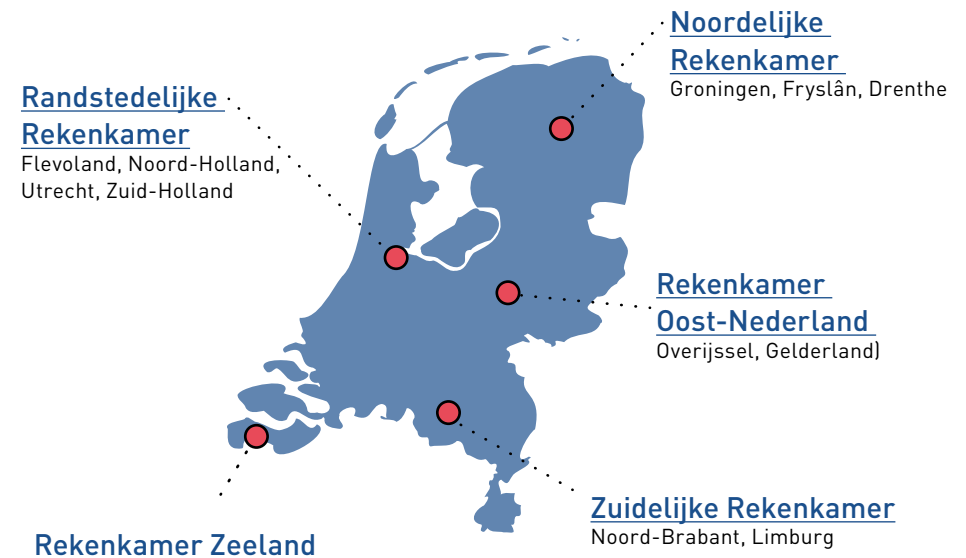 Noordelijke
Rekenkamer
Groningen, Fryslân, Drenthe
Randstedelijke
Rekenkamer
Flevoland, Noord-Holland,
Utrecht, Zuid-Holland
Rekenkamer
Oost-Nederland
Overijssel, Gelderland)
Zuidelijke Rekenkamer
Noord-Brabant, Limburg
Rekenkamer Zeeland